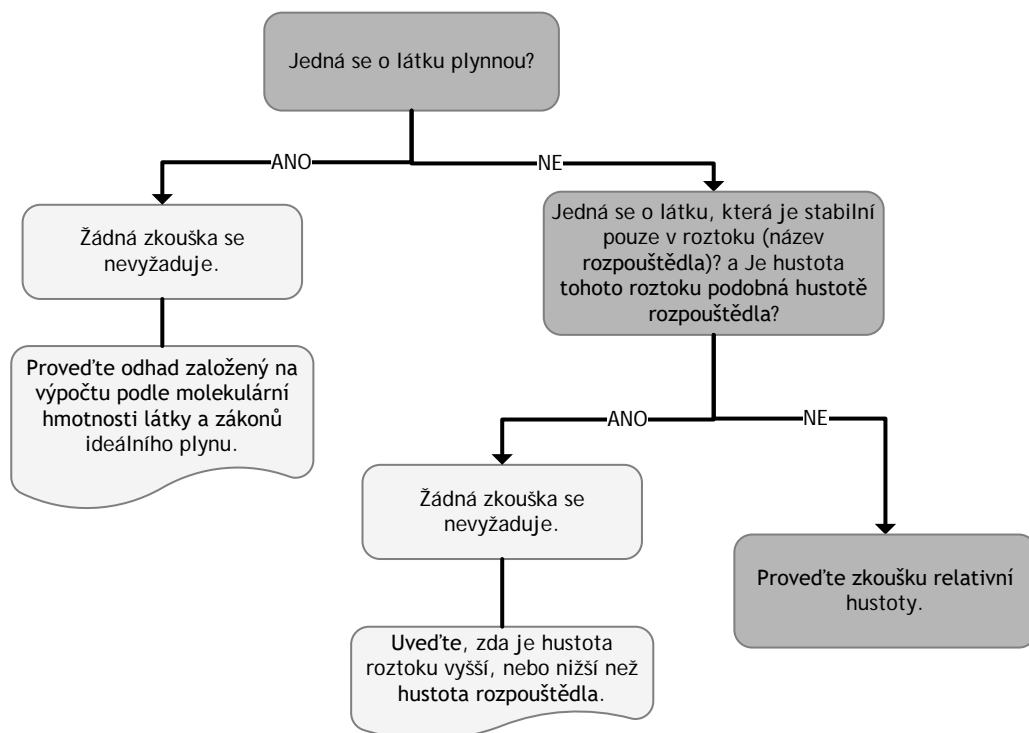 Jedná se o látku plynnou?
ANO
NE
Žádná zkouška se
nevyžaduje.
Jedná se o látku, která je stabilní
pouze v roztoku (název
rozpouštědla)? a Je hustota
tohoto roztoku podobná hustotě
rozpouštědla?
Proveďte odhad založený na
výpočtu podle molekulární
hmotnosti látky a zákonů
ideálního plynu.
ANO
NE
Žádná zkouška se
nevyžaduje.
Proveďte zkoušku relativní
hustoty.
Uveďte, zda je hustota
roztoku vyšší, nebo nižší než
hustota rozpouštědla.